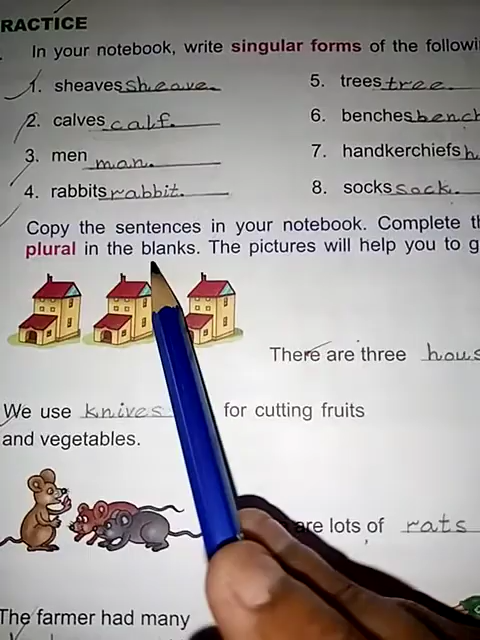 RACTICE
In your notebook, write singular forms of the
1. sheaves sheave.
5. trees tree.
2. calves calf.
6. benches bench
3. men man.
7. handkerchiefs h
4. rabbits rabbit.
8. socks sock.
Copy the sentences in your notebook. Complete
plural in the blanks. The pictures will help you to
There are three hous
We use knives for cutting fruits
and vegetables.
are lots of rats
The farmer had many